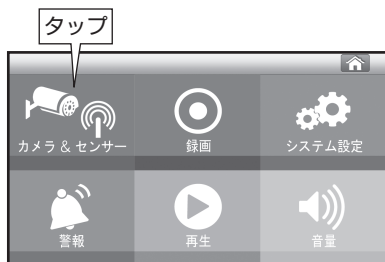 タップ
カメラ & センサー
録画
システム設定
警報
再生
音量